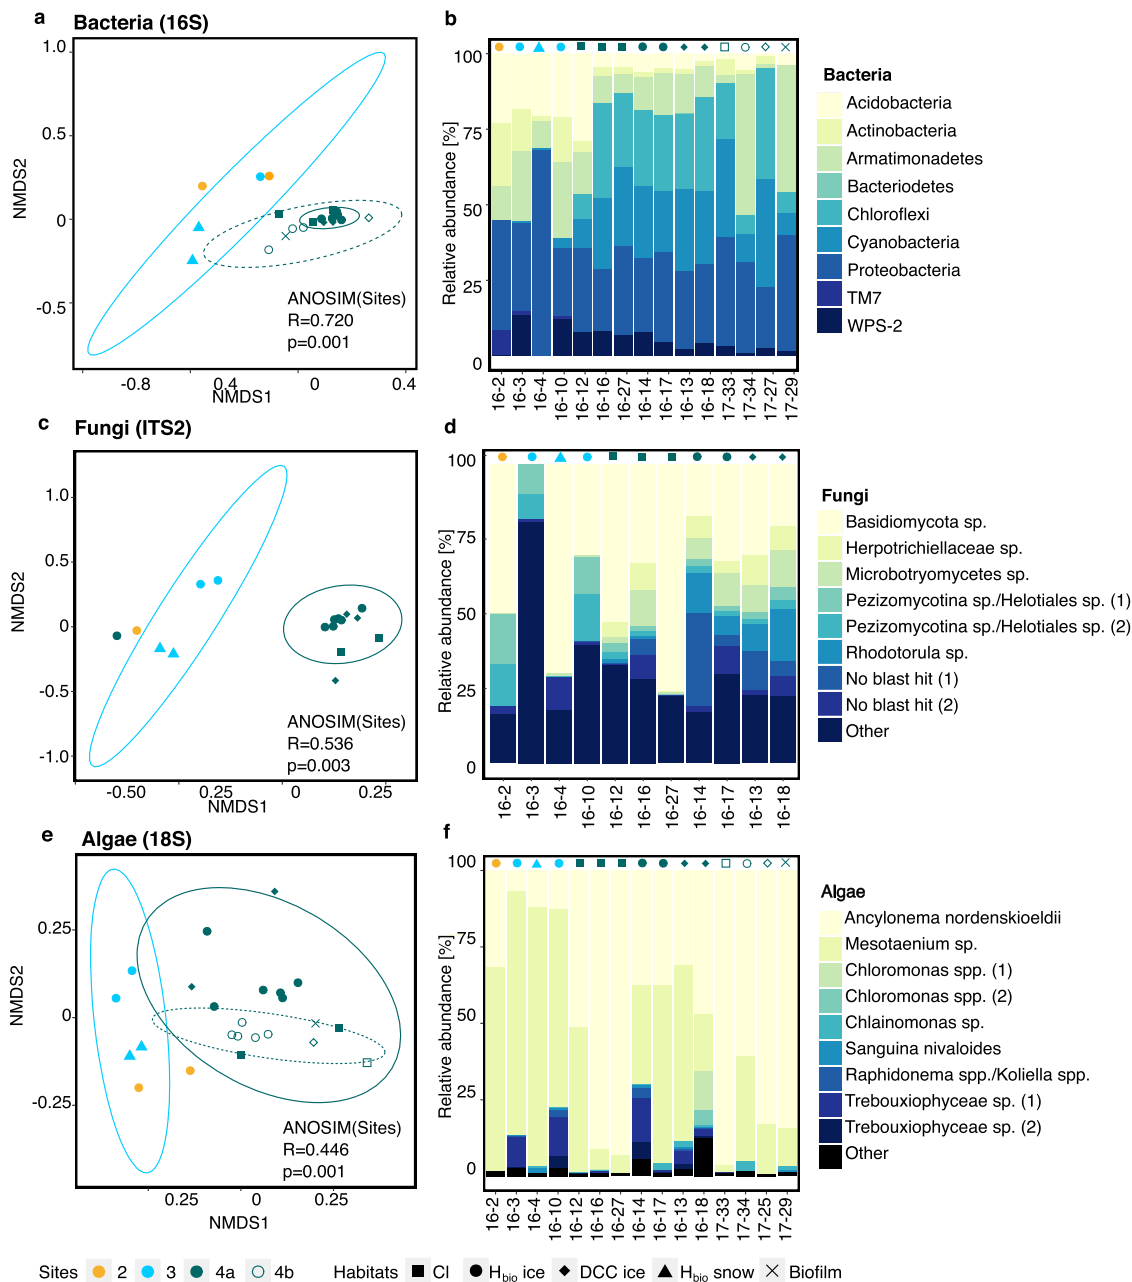 a Bacteria (16S)
NMDS2
1.0
0.5
0
-0.5
-0.8 0.4 0 0.4
NMDS1
ANOSIM(Sites)
R=0.720
p=0.001
b
Relative abundance [%]
100
75
50
25
0
16-2 16-3 16-4 16-10 16-12 16-16 16-27 16-14 16-17 16-13 16-18 17-33 17-34 17-27 17-29
Bacteria
Acidobacteria
Actinobacteria
Armatimonadetes
Bacteriodetes
Chloroflexi
Cyanobacteria
Proteobacteria
TM7
WPS-2
c Fungi (ITS2)
NMDS2
1.0
0.5
0
-0.5
-1.0
-0.50 0.25 0 0.25
NMDS1
ANOSIM(Sites)
R=0.536
p=0.003
d
Relative abundance [%]
100
75
50
25
0
16-2 16-3 16-4 16-10 16-12 16-16 16-27 16-14 16-17 16-13 16-18
Fungi
Basidiomycota sp.
Herpotrichiellaceae sp.
Microbotryomycetes sp.
Pezizomycotina sp./Helotiales sp. (1)
Pezizomycotina sp./Helotiales sp. (2)
Rhodotorula sp.
No blast hit (1)
No blast hit (2)
Other
e Algae (18S)
NMDS2
0.25
0
-0.25
0.25 0 0.25
NMDS1
ANOSIM(Sites)
R=0.446
p=0.001
f
Relative abundance [%]
100
75
50
25
0
16-2 16-3 16-4 16-10 16-12 16-16 16-27 16-14 16-17 16-13 16-18 17-33 17-34 17-25 17-29
Algae
Ancylonema nordenskioeldii
Mesotaenium sp.
Chloromonas spp. (1)
Chloromonas spp. (2)
Chlainomonas sp.
Sanguina nivaloides
Raphidonema spp./Koliella spp.
Trebouxiophyceae sp. (1)
Trebouxiophyceae sp. (2)
Other
Sites 2 3 4a 4b Habitats CI Hbio ice DCC ice Hbio snow Biofilm